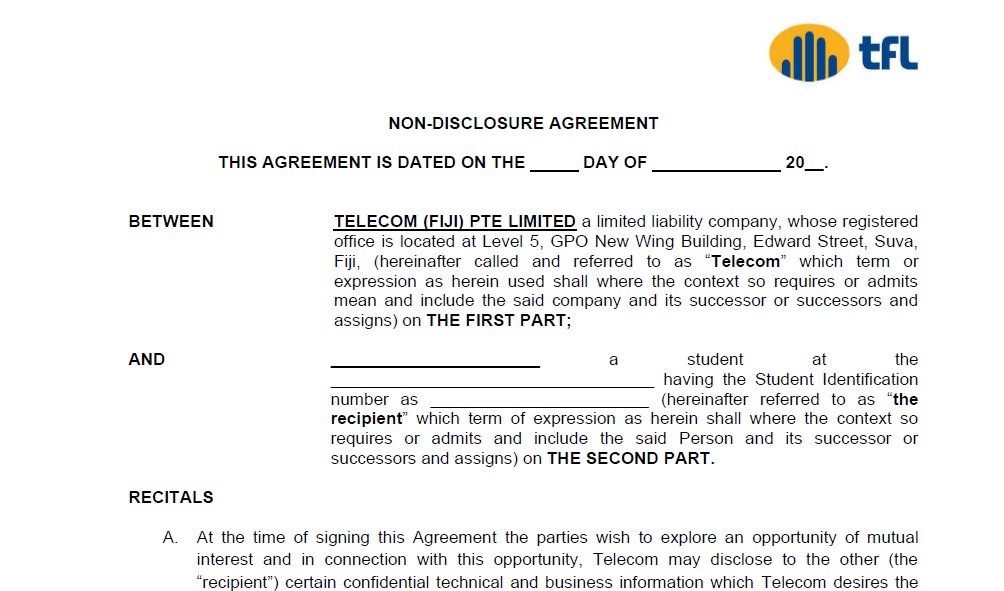 tfL
NON-DISCLOSURE AGREEMENT
THIS AGREEMENT IS DATED ON THE _____ DAY OF ______________ 20__.
BETWEEN TELECOM (FIJI) PTE LIMITED a limited liability company, whose registered
office is located at Level 5, GPO New Wing Building, Edward Street, Suva,
Fiji, (hereinafter called and referred to as “Telecom” which term or
expression as herein used shall where the context so requires or admits
mean and include the said company and its successor or successors and
assigns) on THE FIRST PART;
AND ______________________ a student at the
__________________________________ having the Student Identification
number as _______________________ (hereinafter referred to as “the
recipient” which term of expression as herein shall where the context so
requires or admits and include the said Person and its successor or
successors and assigns) on THE SECOND PART.
RECITALS
A. At the time of signing this Agreement the parties wish to explore an opportunity of mutual
interest and in connection with this opportunity, Telecom may disclose to the other (the
“recipient”) certain confidential technical and business information which Telecom desires the